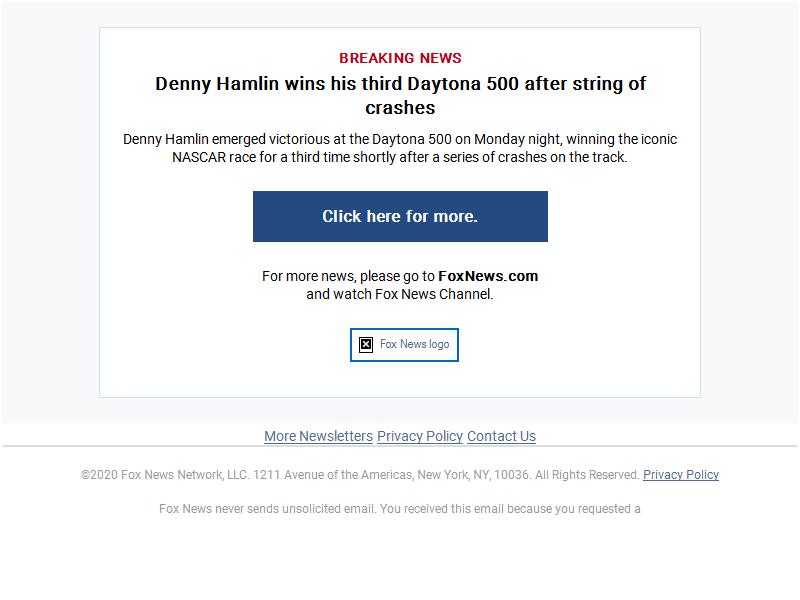 BREAKING NEWS
Denny Hamlin wins his third Daytona 500 after string of
crashes
Denny Hamlin emerged victorious at the Daytona 500 on Monday night, winning the iconic
NASCAR race for a third time shortly after a series of crashes on the track.
Click here for more.
For more news, please go to FoxNews.com
and watch Fox News Channel.
Fox News logo
More Newsletters Privacy Policy Contact Us
©2020 Fox News Network, LLC. 1211 Avenue of the Americas, New York, NY, 10036. All Rights Reserved. Privacy Policy
Fox News never sends unsolicited email. You received this email because you requested a